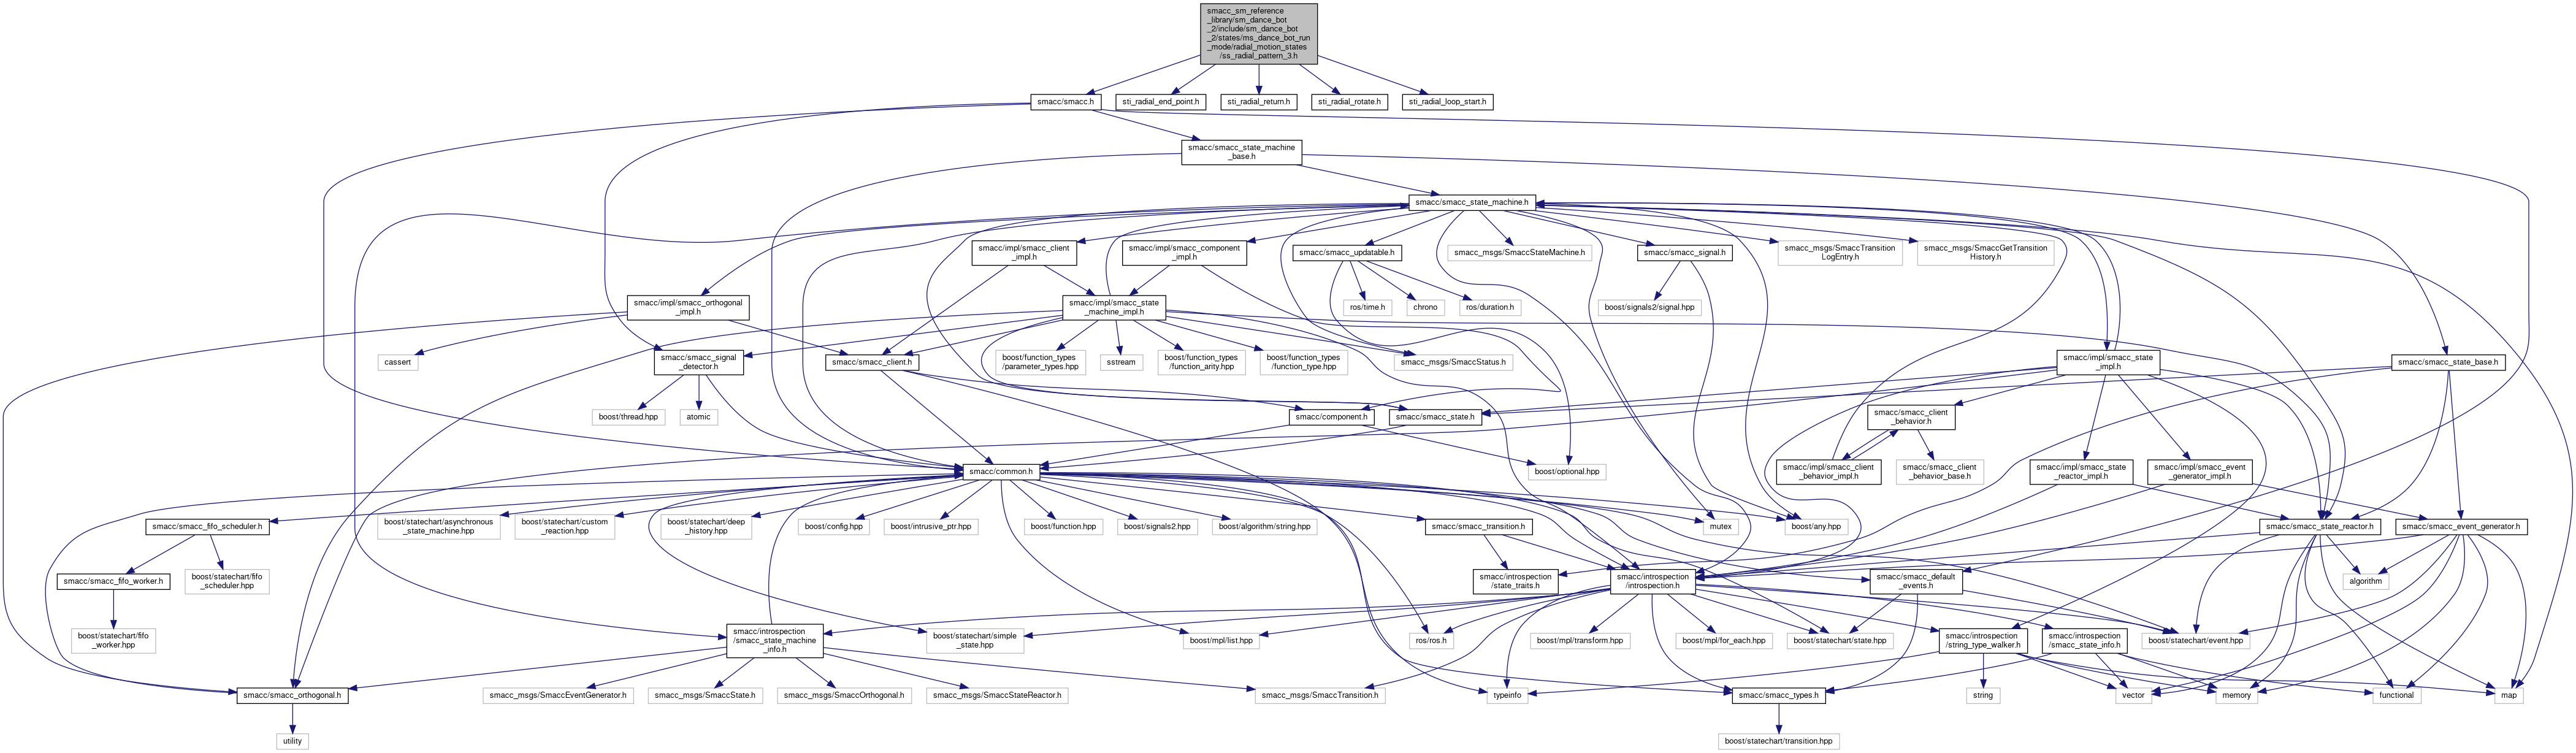 smacc_sm_reference
_library/sm_dance_bot
_2/include/sm_dance_bot
_2/states/ms_dance_bot_run
_mode/radial_motion_states
/ss_radial_pattern_3.h
smacc/smacc.h
sti_radial_end_point.h
sti_radial_return.h
sti_radial_rotate.h
sti_radial_loop_start.h
smacc/smacc_state_machine
_base.h
smacc/smacc_state_machine.h
smacc/impl/smacc_client
_impl.h
smacc/impl/smacc_component
_impl.h
smacc/smacc_updatable.h
smacc_msgs/SmaccStateMachine.h
smacc/smacc_signal.h
smacc_msgs/SmaccTransition
LogEntry.h
smacc_msgs/SmaccGetTransition
History.h
smacc/impl/smacc_orthogonal
_impl.h
smacc/impl/smacc_state
_machine_impl.h
ros/time.h
chrono
ros/duration.h
boost/signals2/signal.hpp
cassert
smacc/smacc_signal
_detector.h
smacc/smacc_client.h
boost/function_types
/parameter_types.hpp
sstream
boost/function_types
/function_arity.hpp
boost/function_types
/function_type.hpp
smacc_msgs/SmaccStatus.h
smacc/impl/smacc_state
_impl.h
smacc/smacc_state_base.h
boost/thread.hpp
atomic
smacc/component.h
smacc/smacc_state.h
smacc/smacc_client
_behavior.h
smacc/common.h
boost/optional.hpp
smacc/impl/smacc_client
_behavior_impl.h
smacc/smacc_client
_behavior_base.h
smacc/impl/smacc_state
_reactor_impl.h
smacc/impl/smacc_event
_generator_impl.h
smacc/smacc_fifo_scheduler.h
boost/statechart/asynchronous
_state_machine.hpp
boost/statechart/custom
_reaction.hpp
boost/statechart/deep
_history.hpp
boost/config.hpp
boost/intrusive_ptr.hpp
boost/function.hpp
boost/signals2.hpp
boost/algorithm/string.hpp
smacc/smacc_transition.h
mutex
boost/any.hpp
smacc/smacc_state_reactor.h
smacc/smacc_event_generator.h
smacc/smacc_fifo_worker.h
boost/statechart/fifo
_scheduler.hpp
smacc/introspection
/state_traits.h
smacc/introspection
/introspection.h
smacc/smacc_default
_events.h
algorithm
boost/statechart/fifo
_worker.hpp
smacc/introspection
/smacc_state_machine
_info.h
boost/statechart/simple
_state.hpp
boost/mpl/list.hpp
ros/ros.h
boost/mpl/transform.hpp
boost/mpl/for_each.hpp
boost/statechart/state.hpp
smacc/introspection
/string_type_walker.h
smacc/introspection
/smacc_state_info.h
boost/statechart/event.hpp
smacc/smacc_orthogonal.h
smacc_msgs/SmaccEventGenerator.h
smacc_msgs/SmaccState.h
smacc_msgs/SmaccOrthogonal.h
smacc_msgs/SmaccStateReactor.h
smacc_msgs/SmaccTransition.h
typeinfo
smacc/smacc_types.h
string
vector
memory
functional
map
utility
boost/statechart/transition.hpp